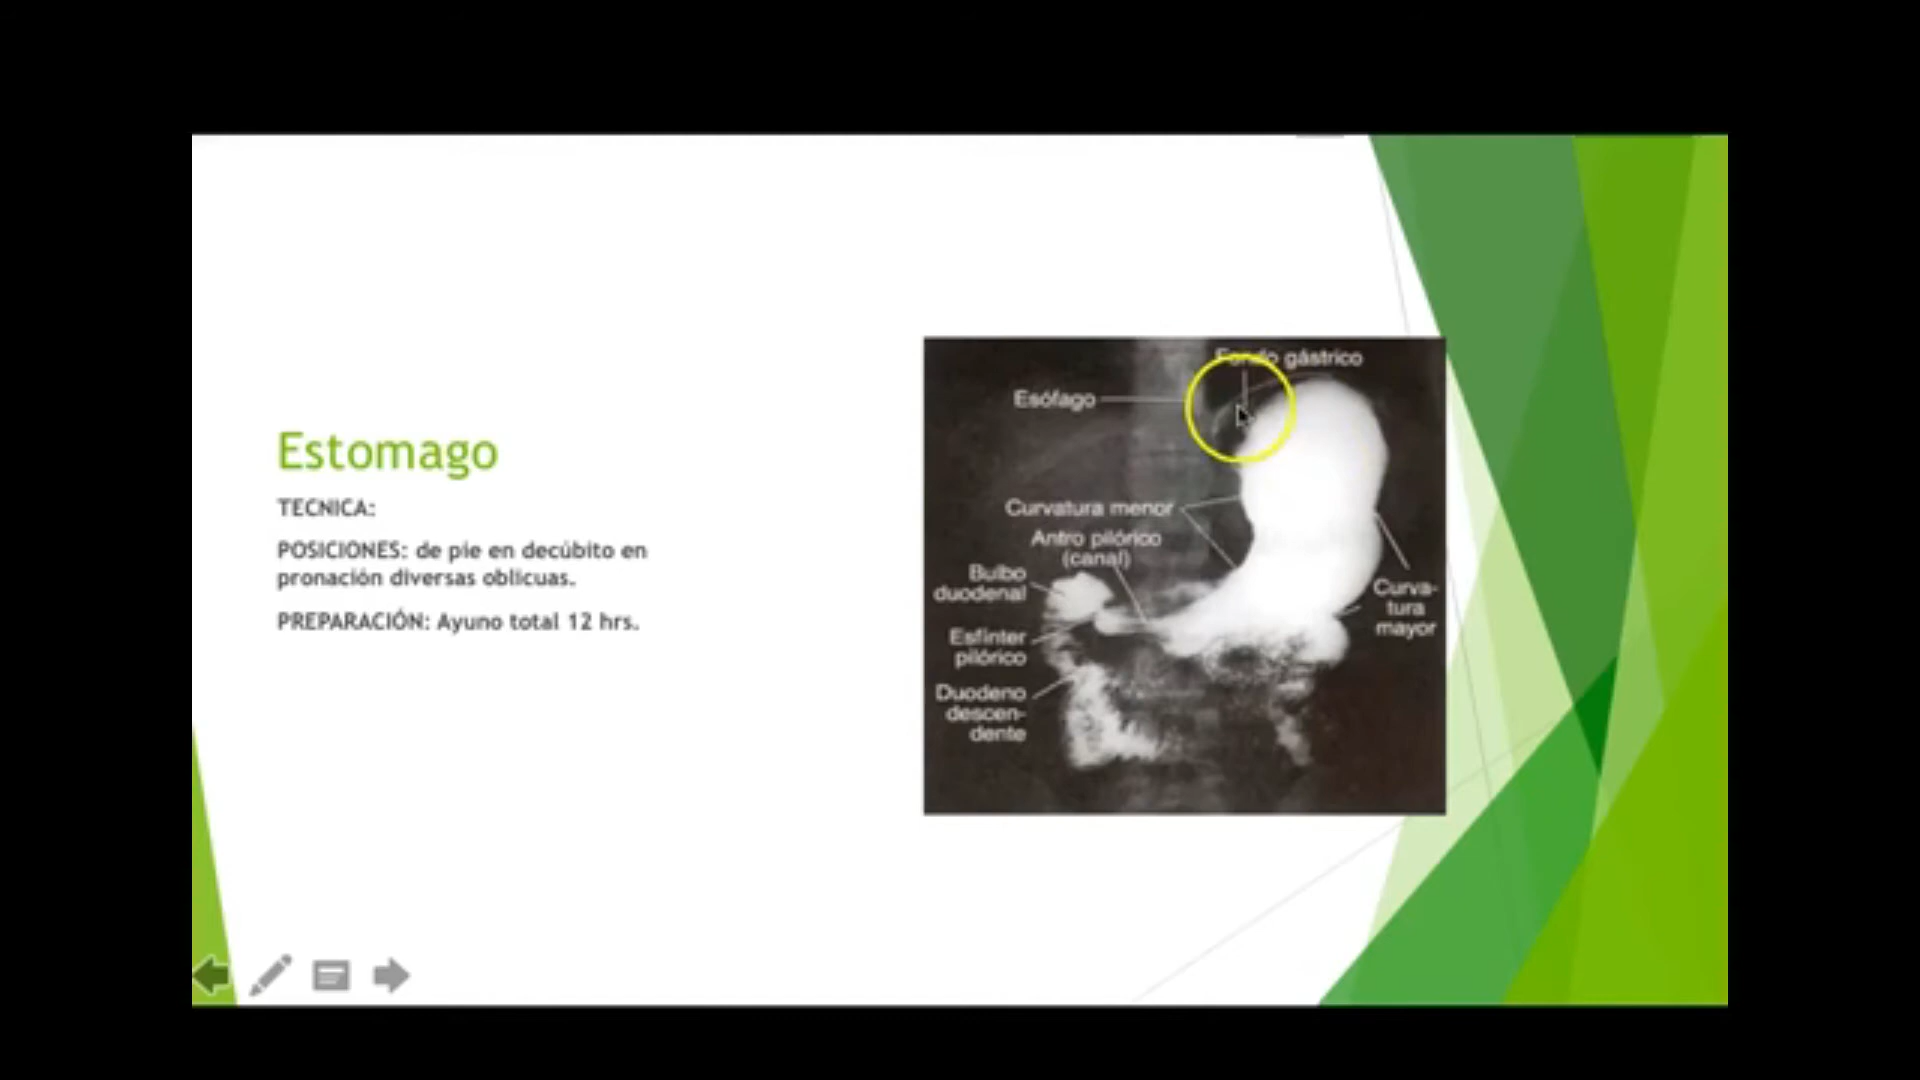 Estomago
TECNICA:
POSICIONES: de pie en decúbito en
pronación diversas oblicuas.
PREPARACIÓN: Ayuno total 12 hrs.
Fondo gástrico
Esófago
Curvatura menor
Antro pilórico
(canal)
Bulbo
duodenal
Esfínter
pilórico
Duodeno
descen-
dente
Curva-
tura
mayor